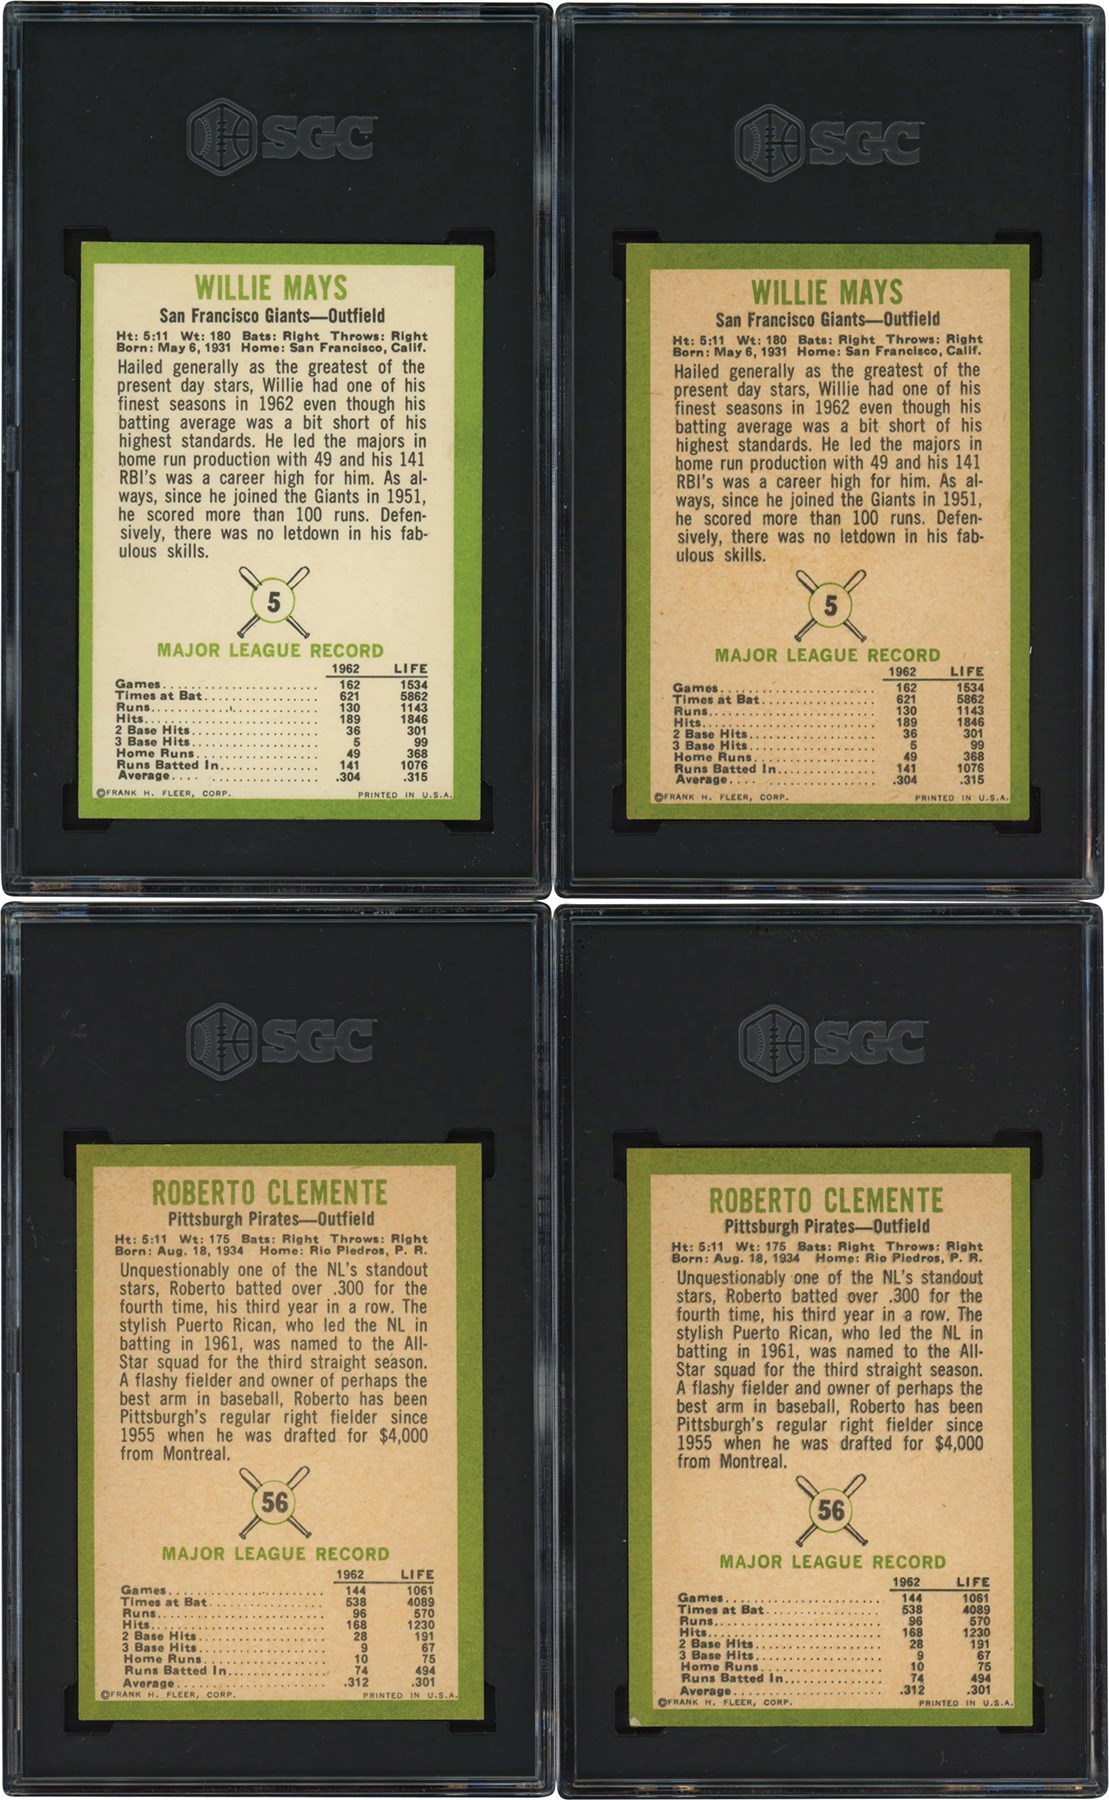 SGC
WILLIE MAYS
San Francisco Giants—Outfield
Ht: 5:11 Wt: 180 Bats: Right Throws: Right
Born: May 6, 1931 Home: San Francisco, Calif.
Hailed generally as the greatest of the
present day stars, Willie had one of his
finest seasons in 1962 even though his
batting average was a bit short of his
highest standards. He led the majors in
home run production with 49 and his 141
RBI's was a career high for him. As al-
ways, since he joined the Giants in 1951,
he scored more than 100 runs. Defen-
sively, there was no letdown in his fab-
ulous skills.
5
MAJOR LEAGUE RECORD
1962 LIFE
Games 162 1534
Times at Bat 621 5862
Runs 130 1143
Hits 189 1846
2 Base Hits 36 301
3 Base Hits 5 99
Home Runs 49 368
Runs Batted In 141 1076
Average .304 .315
©FRANK H. FLEER, CORP. PRINTED IN U.S.A.
SGC
WILLIE MAYS
San Francisco Giants—Outfield
Ht: 5:11 Wt: 180 Bats: Right Throws: Right
Born: May 6, 1931 Home: San Francisco, Calif.
Hailed generally as the greatest of the
present day stars, Willie had one of his
finest seasons in 1962 even though his
batting average was a bit short of his
highest standards. He led the majors in
home run production with 49 and his 141
RBI's was a career high for him. As al-
ways, since he joined the Giants in 1951,
he scored more than 100 runs. Defen-
sively, there was no letdown in his fab-
ulous skills.
5
MAJOR LEAGUE RECORD
1962 LIFE
Games 162 1534
Times at Bat 621 5862
Runs 130 1143
Hits 189 1846
2 Base Hits 36 301
3 Base Hits 5 99
Home Runs 49 368
Runs Batted In 141 1076
Average .304 .315
©FRANK H. FLEER, CORP. PRINTED IN U.S.A.
SGC
ROBERTO CLEMENTE
Pittsburgh Pirates—Outfield
Ht: 5:11 Wt: 175 Bats: Right Throws: Right
Born: Aug. 18, 1934 Home: Rio Piedros, P. R.
Unquestionably one of the NL's standout
stars, Roberto batted over .300 for the
fourth time, his third year in a row. The
stylish Puerto Rican, who led the NL in
batting in 1961, was named to the All-
Star squad for the third straight season.
A flashy fielder and owner of perhaps the
best arm in baseball, Roberto has been
Pittsburgh's regular right fielder since
1955 when he was drafted for $4,000
from Montreal.
56
MAJOR LEAGUE RECORD
1962 LIFE
Games 144 1061
Times at Bat 538 4089
Runs 96 570
Hits 168 1230
2 Base Hits 28 191
3 Base Hits 9 67
Home Runs 10 75
Runs Batted In 74 494
Average .312 .301
©FRANK H. FLEER, CORP. PRINTED IN U.S.A.
SGC
ROBERTO CLEMENTE
Pittsburgh Pirates—Outfield
Ht: 5:11 Wt: 175 Bats: Right Throws: Right
Born: Aug. 18, 1934 Home: Rio Piedros, P. R.
Unquestionably one of the NL's standout
stars, Roberto batted over .300 for the
fourth time, his third year in a row. The
stylish Puerto Rican, who led the NL in
batting in 1961, was named to the All-
Star squad for the third straight season.
A flashy fielder and owner of perhaps the
best arm in baseball, Roberto has been
Pittsburgh's regular right fielder since
1955 when he was drafted for $4,000
from Montreal.
56
MAJOR LEAGUE RECORD
1962 LIFE
Games 144 1061
Times at Bat 538 4089
Runs 96 570
Hits 168 1230
2 Base Hits 28 191
3 Base Hits 9 67
Home Runs 10 75
Runs Batted In 74 494
Average .312 .301
©FRANK H. FLEER, CORP. PRINTED IN U.S.A.